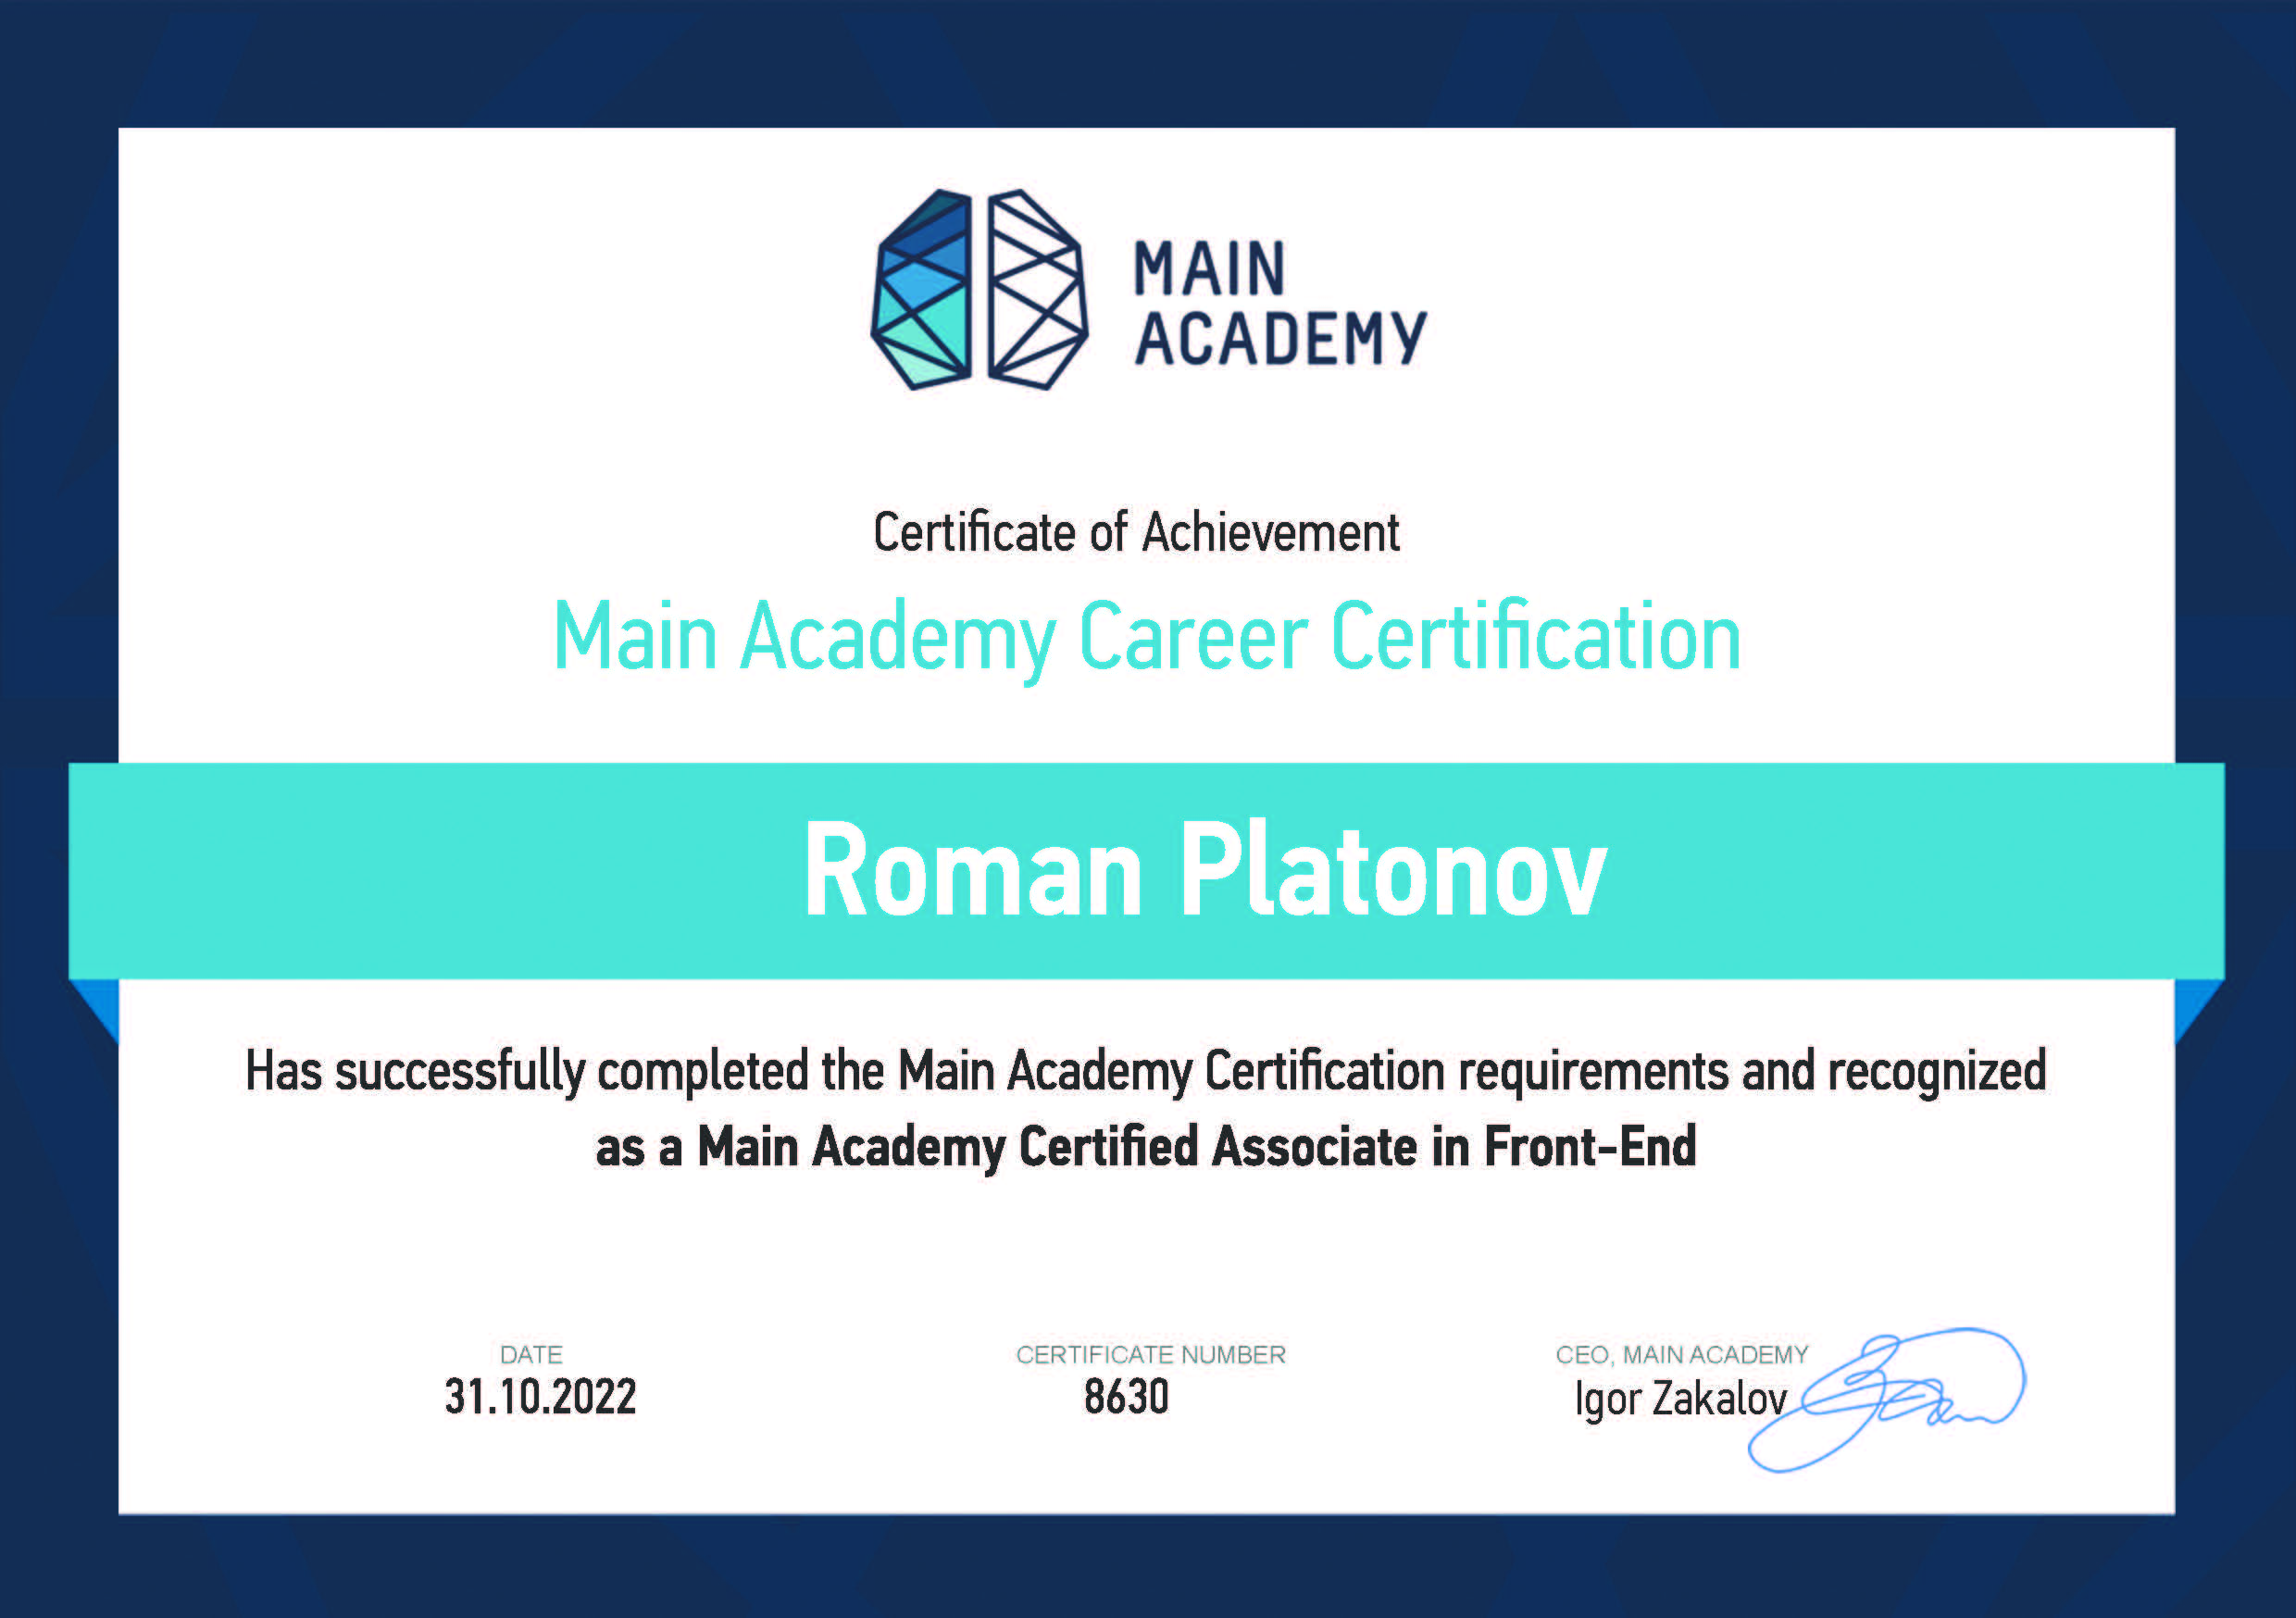 MAIN
ACADEMY
Certificate of Achievement
Main Academy Career Certification
Roman Platonov
Has successfully completed the Main Academy Certification requirements and recognized
as a Main Academy Certified Associate in Front-End
DATE
31.10.2022
CERTIFICATE NUMBER
8630
CEO, MAIN ACADEMY
Igor Zakalov